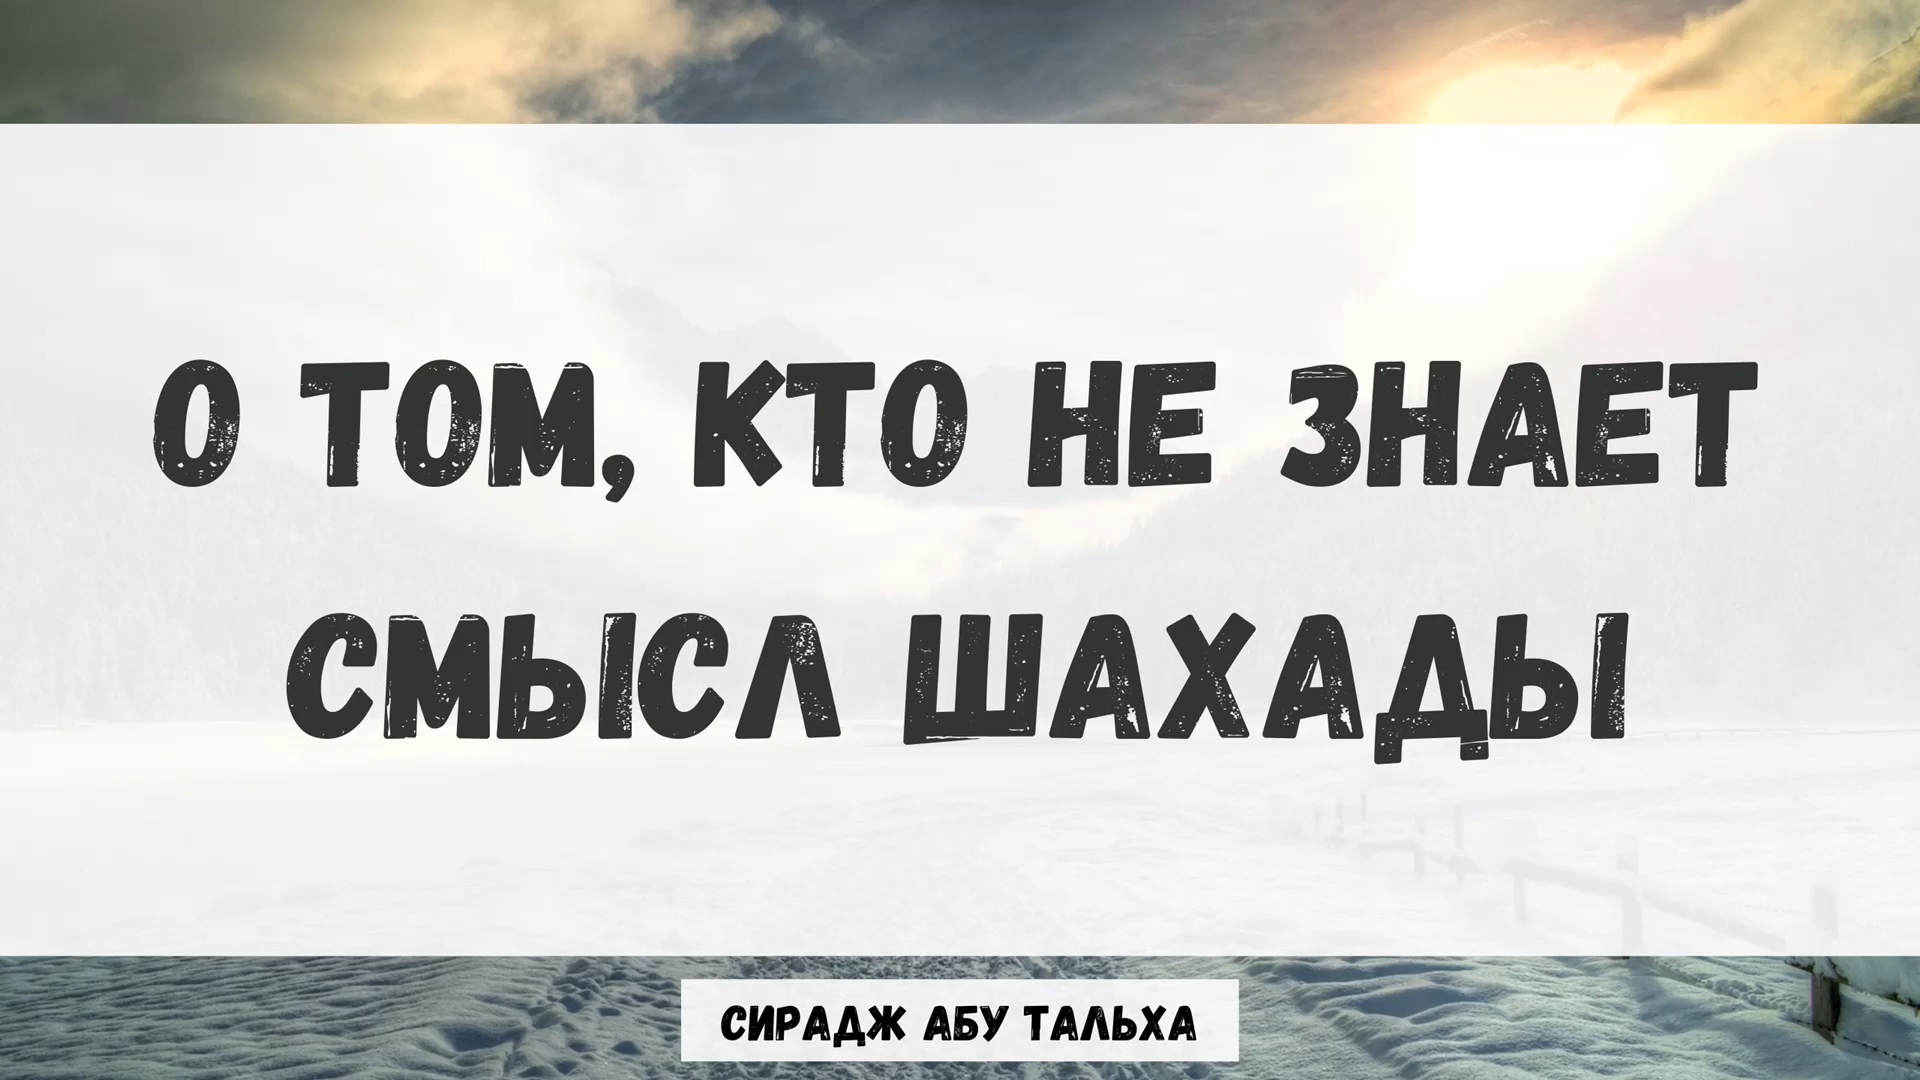 О ТОМ, КТО НЕ ЗНАЕТ
СМЫСЛ ШАХАДЫ
СИРАДЖ АБУ ТАЛЬХА